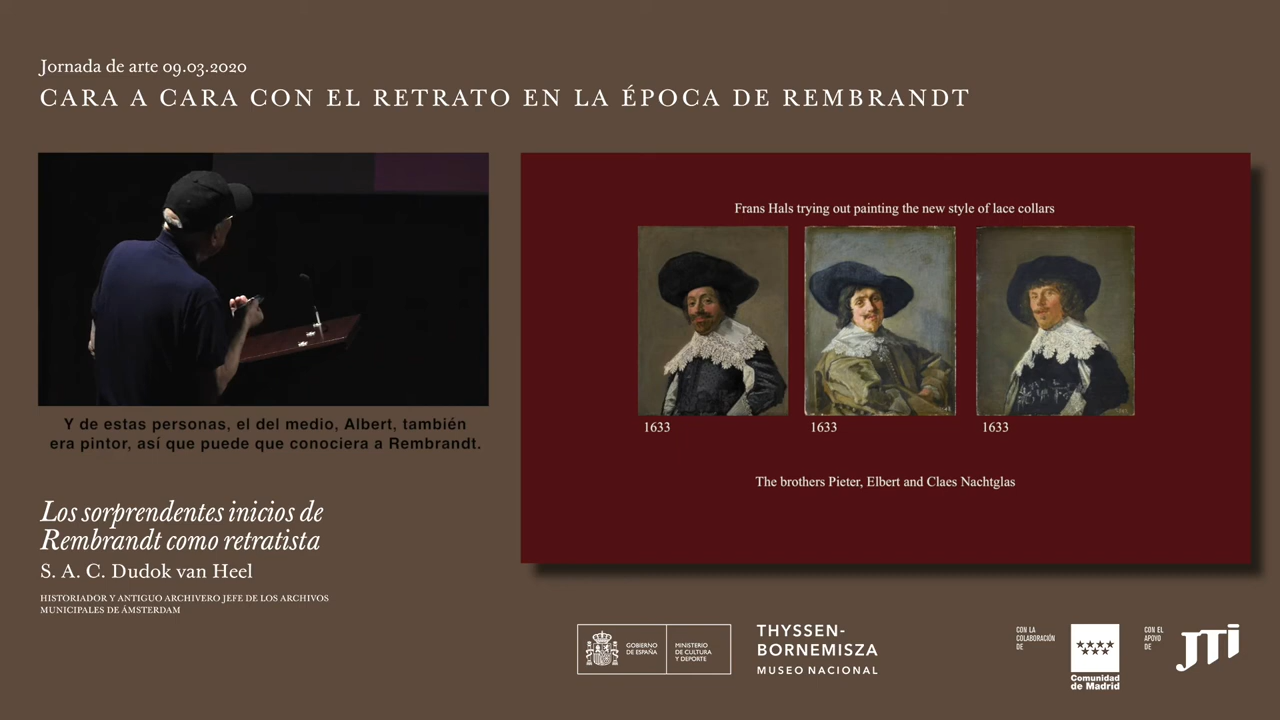 Jornada de arte 09.03.2020
CARA A CARA CON EL RETRATO EN LA ÉPOCA DE REMBRANDT
Frans Hals trying out painting the new style of lace collars
1633
1633
1633
The brothers Pieter, Elbert and Claes Nachtglas
Y de estas personas, el del medio, Albert, también
era pintor, así que puede que conociera a Rembrandt.
Los sorprendentes inicios de
Rembrandt como retratista
S. A. C. Dudok van Heel
HISTORIADOR Y ANTIGUO ARCHIVERO JEFE DE LOS ARCHIVOS
MUNICIPALES DE ÁMSTERDAM
GOBIERNO
DE ESPAÑA
MINISTERIO
DE CULTURA
Y DEPORTE
THYSSEN-
BORNEMISZA
MUSEO NACIONAL
CON LA
COLABORACIÓN
DE
Comunidad
de Madrid
CON EL
APOYO
DE
JTi